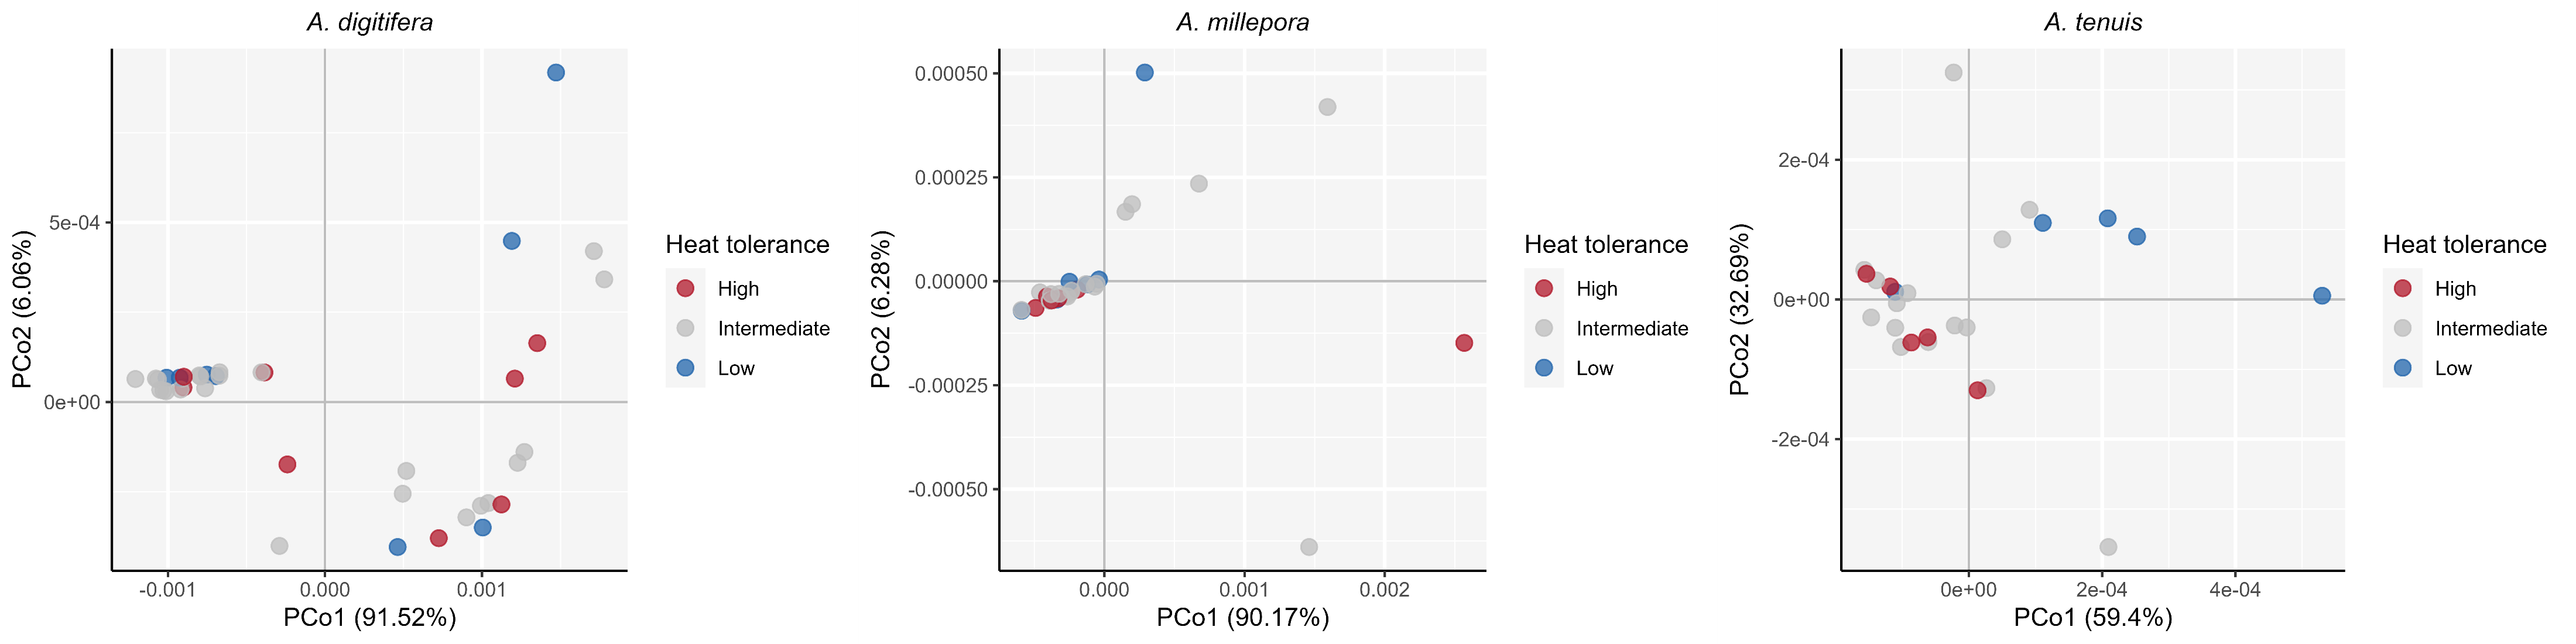 A. digitifera
PCo2 (6.06%)
5e-04
0e+00
-0.001 0.000 0.001
PCo1 (91.52%)
Heat tolerance
High
Intermediate
Low
A. millepora
PCo2 (6.28%)
0.00050
0.00025
0.00000
-0.00025
-0.00050
0.000 0.001 0.002
PCo1 (90.17%)
Heat tolerance
High
Intermediate
Low
A. tenuis
PCo2 (32.69%)
2e-04
0e+00
-2e-04
0e+00 2e-04 4e-04
PCo1 (59.4%)
Heat tolerance
High
Intermediate
Low